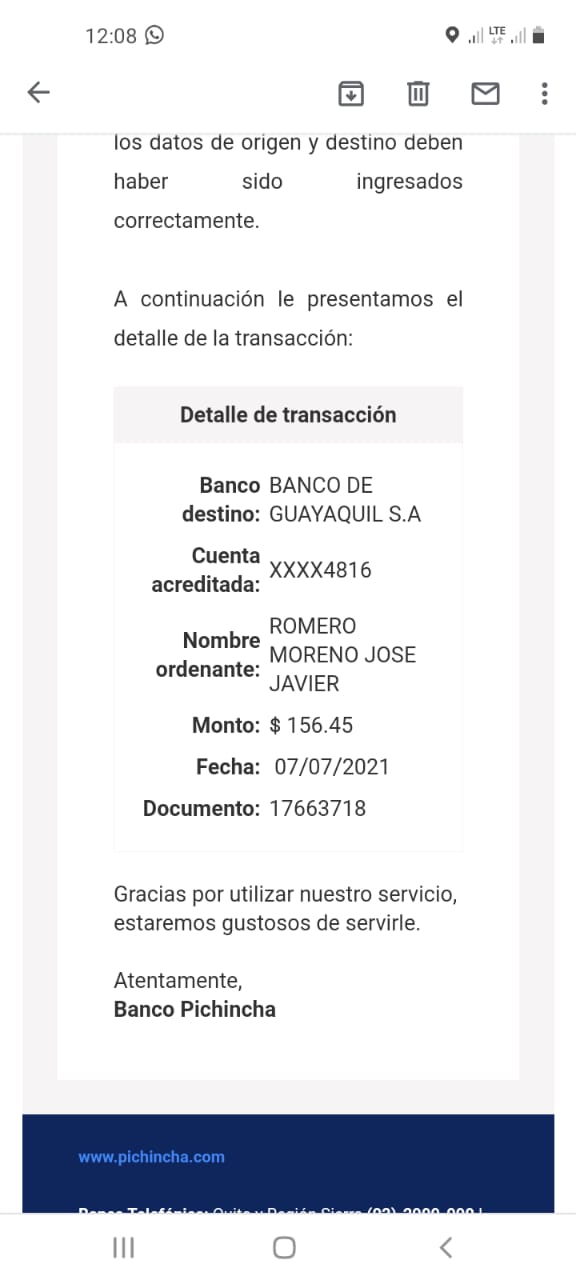 12:08
LTE
los datos de origen y destino deben
haber sido ingresados
correctamente.
A continuación le presentamos el
detalle de la transacción:
Detalle de transacción
Banco destino: BANCO DE GUAYAQUIL S.A
Cuenta acreditada: XXXX4816
Nombre ordenante: ROMERO MORENO JOSE JAVIER
Monto: $ 156.45
Fecha: 07/07/2021
Documento: 17663718
Gracias por utilizar nuestro servicio,
estaremos gustosos de servirle.
Atentamente,
Banco Pichincha
www.pichincha.com